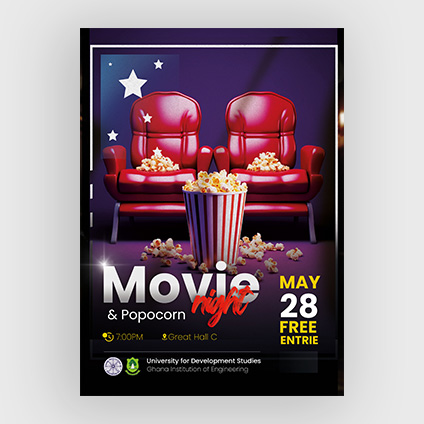 Movie
night
& Popocorn
7:00PM
Great Hall C
MAY
28
FREE
ENTRIE
University for Development Studies
Ghana Institution of Engineering